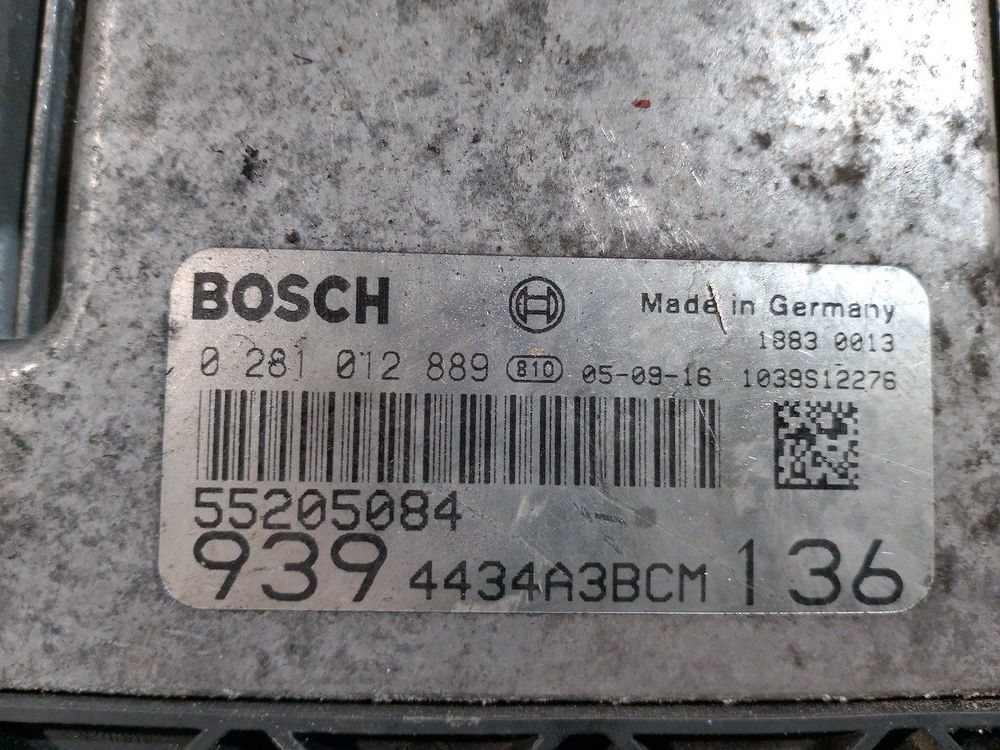 BOSCH Made in Germany
1883 0013
0 281 012 889 810 05-09-16 1039S12276
55205084
939 4434A3BCM 136